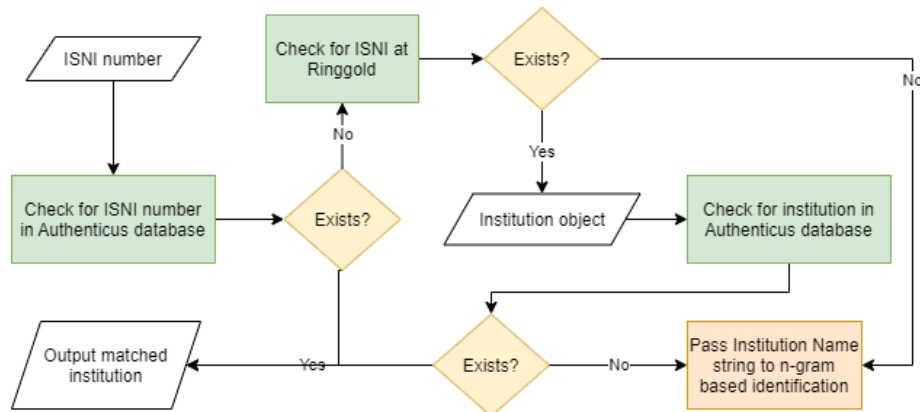 ISNI number
Check for ISNI at
Ringgold
Exists?
No
No
Yes
Check for ISNI number
in Authenticus database
Exists?
Institution object
Check for institution in
Authenticus database
Output matched
institution
Yes
Exists?
No
Pass Institution Name
string to n-gram
based identification